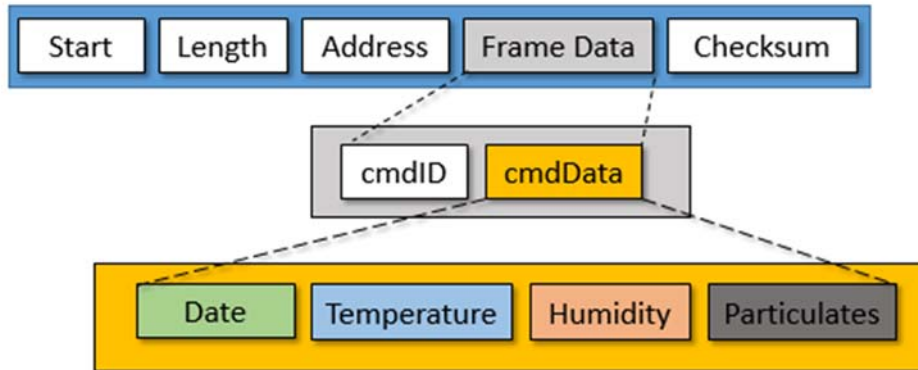 Start Length Address Frame Data Checksum
cmdID cmdData
Date Temperature Humidity Particulates